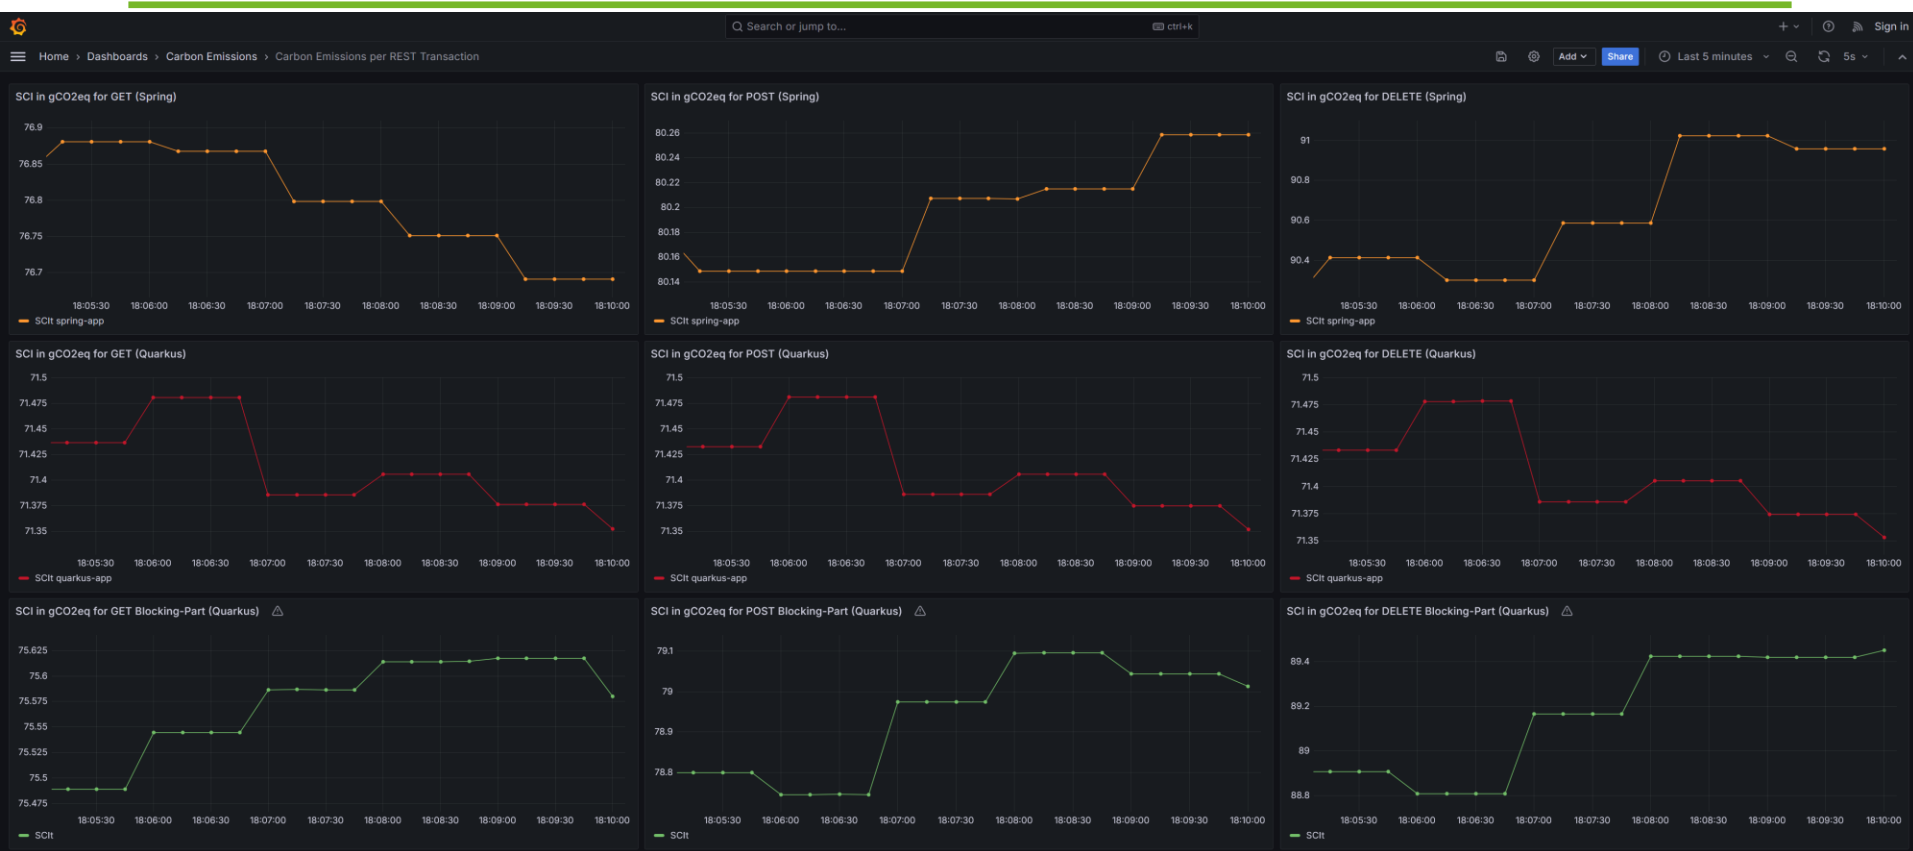 Search or jump to... ctrl+k Sign in
Home › Dashboards › Carbon Emissions › Carbon Emissions per REST Transaction Add Share Last 5 minutes 5s
SCI in gCO2eq for GET (Spring)
76.9
76.85
76.8
76.75
76.7
18:05:30 18:06:00 18:06:30 18:07:00 18:07:30 18:08:00 18:08:30 18:09:00 18:09:30 18:10:00
SCIt spring-app
SCI in gCO2eq for POST (Spring)
80.26
80.24
80.22
80.2
80.18
80.16
80.14
18:05:30 18:06:00 18:06:30 18:07:00 18:07:30 18:08:00 18:08:30 18:09:00 18:09:30 18:10:00
SCIt spring-app
SCI in gCO2eq for DELETE (Spring)
91
90.8
90.6
90.4
18:05:30 18:06:00 18:06:30 18:07:00 18:07:30 18:08:00 18:08:30 18:09:00 18:09:30 18:10:00
SCIt spring-app
SCI in gCO2eq for GET (Quarkus)
71.5
71.475
71.45
71.425
71.4
71.375
71.35
18:05:30 18:06:00 18:06:30 18:07:00 18:07:30 18:08:00 18:08:30 18:09:00 18:09:30 18:10:00
SCIt quarkus-app
SCI in gCO2eq for POST (Quarkus)
71.5
71.475
71.45
71.425
71.4
71.375
71.35
18:05:30 18:06:00 18:06:30 18:07:00 18:07:30 18:08:00 18:08:30 18:09:00 18:09:30 18:10:00
SCIt quarkus-app
SCI in gCO2eq for DELETE (Quarkus)
71.5
71.475
71.45
71.425
71.4
71.375
71.35
18:05:30 18:06:00 18:06:30 18:07:00 18:07:30 18:08:00 18:08:30 18:09:00 18:09:30 18:10:00
SCIt quarkus-app
SCI in gCO2eq for GET Blocking-Part (Quarkus)
75.625
75.6
75.575
75.55
75.525
75.5
75.475
18:05:30 18:06:00 18:06:30 18:07:00 18:07:30 18:08:00 18:08:30 18:09:00 18:09:30 18:10:00
SCIt
SCI in gCO2eq for POST Blocking-Part (Quarkus)
79.1
79
78.9
78.8
18:05:30 18:06:00 18:06:30 18:07:00 18:07:30 18:08:00 18:08:30 18:09:00 18:09:30 18:10:00
SCIt
SCI in gCO2eq for DELETE Blocking-Part (Quarkus)
89.4
89.2
89
88.8
18:05:30 18:06:00 18:06:30 18:07:00 18:07:30 18:08:00 18:08:30 18:09:00 18:09:30 18:10:00
SCIt